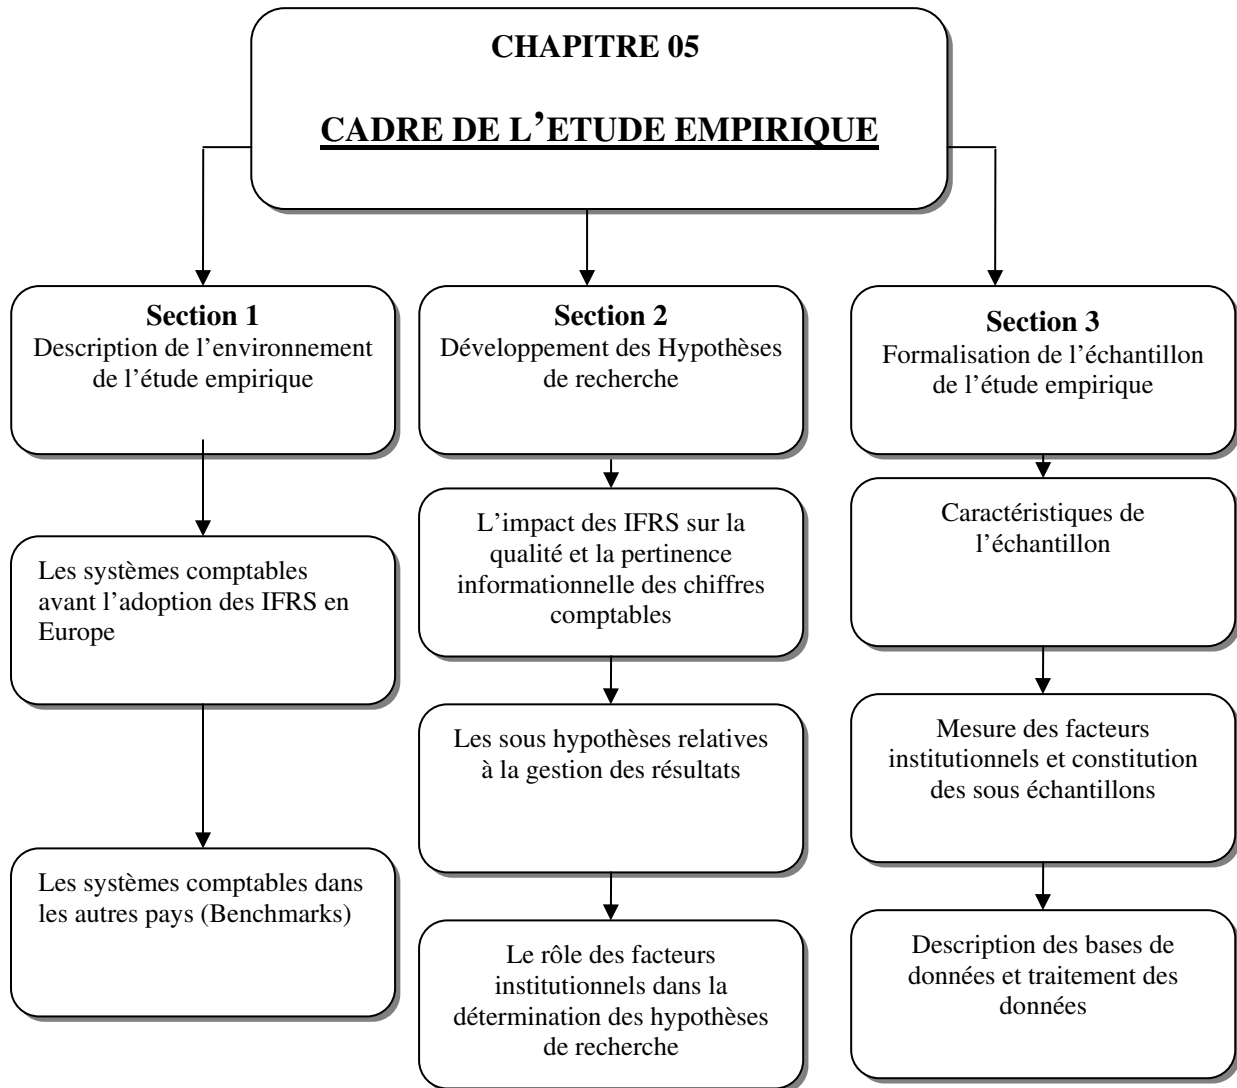 CHAPITRE 05
CADRE DE L’ETUDE EMPIRIQUE
Section 1
Description de l’environnement
de l’étude empirique
Les systèmes comptables
avant l’adoption des IFRS en
Europe
Les systèmes comptables dans
les autres pays (Benchmarks)
Section 2
Développement des Hypothèses
de recherche
L’impact des IFRS sur la
qualité et la pertinence
informationnelle des chiffres
comptables
Les sous hypothèses relatives
à la gestion des résultats
Le rôle des facteurs
institutionnels dans la
détermination des hypothèses
de recherche
Section 3
Formalisation de l’échantillon
de l’étude empirique
Caractéristiques de
l’échantillon
Mesure des facteurs
institutionnels et constitution
des sous échantillons
Description des bases de
données et traitement des
données